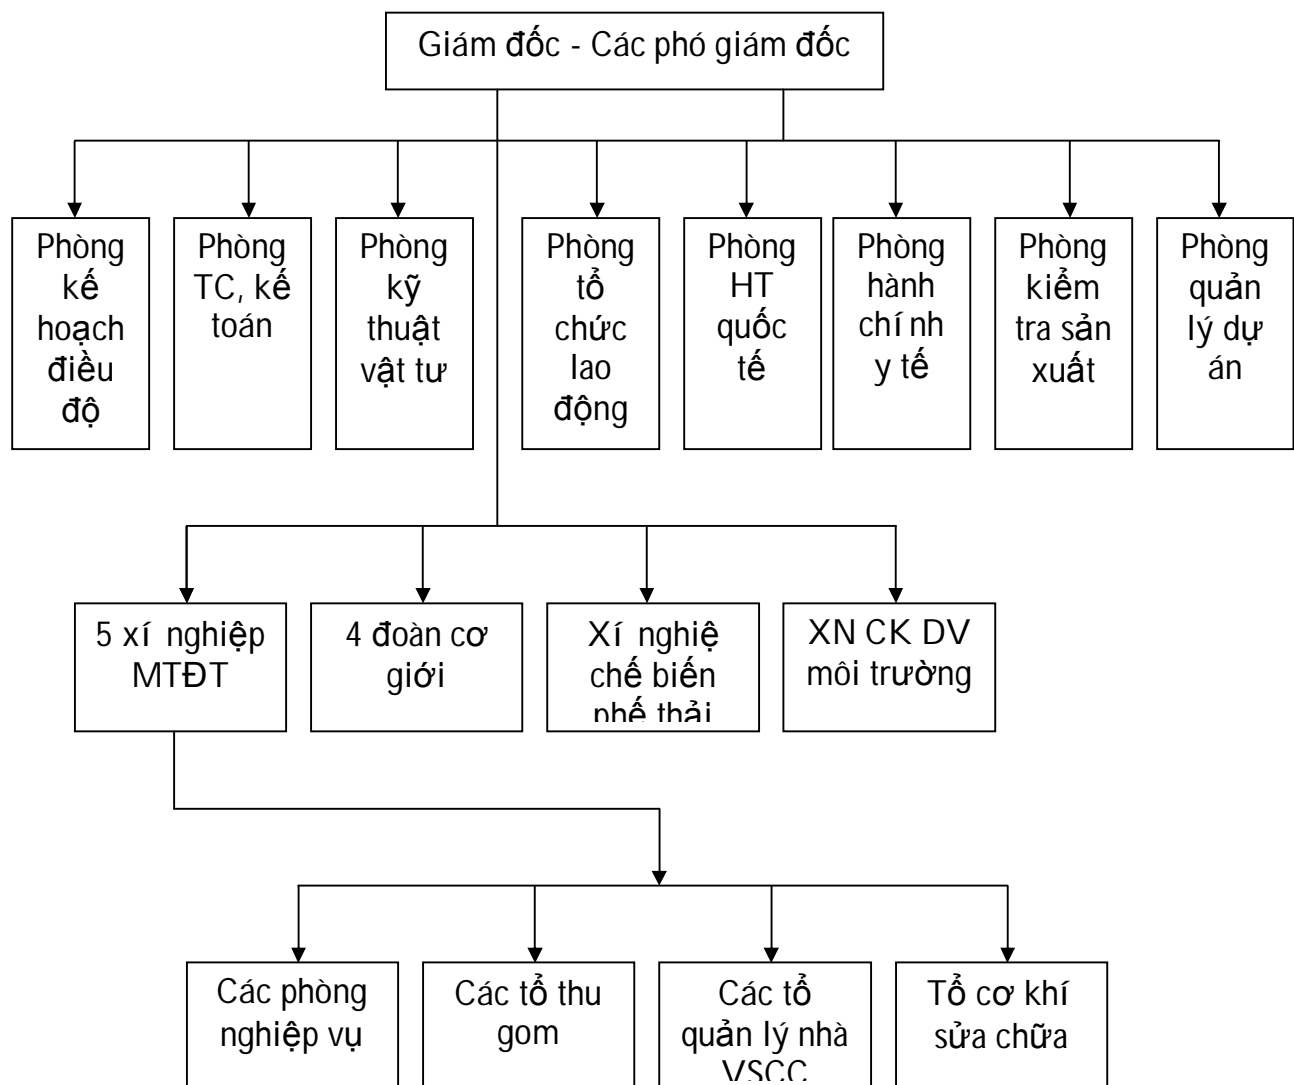 Giám đốc - Các phó giám đốc
Phòng
kế
hoạch
điều
độ
Phòng
TC, kế
toán
Phòng
kỹ
thuật
vật tư
Phòng
tổ
chức
lao
động
Phòng
HT
quốc
tế
Phòng
hành
chính
y tế
Phòng
kiểm
tra sản
xuất
Phòng
quản
lý dự
án
5 xí nghiệp
MTĐT
4 đoàn cơ
giới
Xí nghiệ
chế biến
phế thải
XN CK DV
môi trường
Các phòng
nghiệp vụ
Các tổ thu
gom
Các tổ
quản lý nhà
VSCC
Tổ cơ khí
sửa chữa